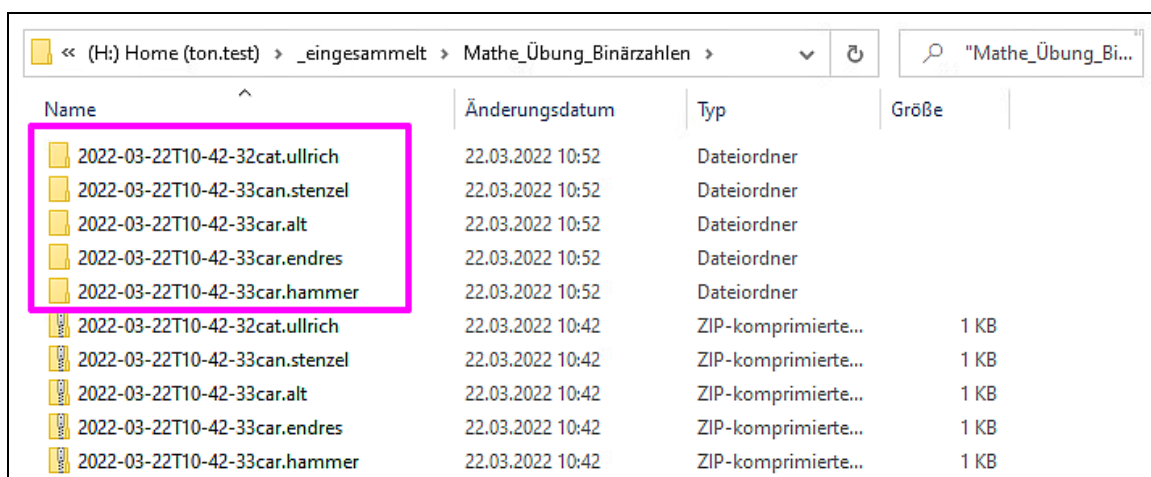 « (H:) Home (ton.test) > _eingesammelt > Mathe_Übung_Binärzahlen > "Mathe_Übung_Bi...
Name Änderungsdatum Typ Größe
2022-03-22T10-42-32cat.ullrich 22.03.2022 10:52 Dateiordner
2022-03-22T10-42-33can.stenzel 22.03.2022 10:52 Dateiordner
2022-03-22T10-42-33car.alt 22.03.2022 10:52 Dateiordner
2022-03-22T10-42-33car.endres 22.03.2022 10:52 Dateiordner
2022-03-22T10-42-33car.hammer 22.03.2022 10:52 Dateiordner
2022-03-22T10-42-32cat.ullrich 22.03.2022 10:42 ZIP-komprimierte... 1 KB
2022-03-22T10-42-33can.stenzel 22.03.2022 10:42 ZIP-komprimierte... 1 KB
2022-03-22T10-42-33car.alt 22.03.2022 10:42 ZIP-komprimierte... 1 KB
2022-03-22T10-42-33car.endres 22.03.2022 10:42 ZIP-komprimierte... 1 KB
2022-03-22T10-42-33car.hammer 22.03.2022 10:42 ZIP-komprimierte... 1 KB